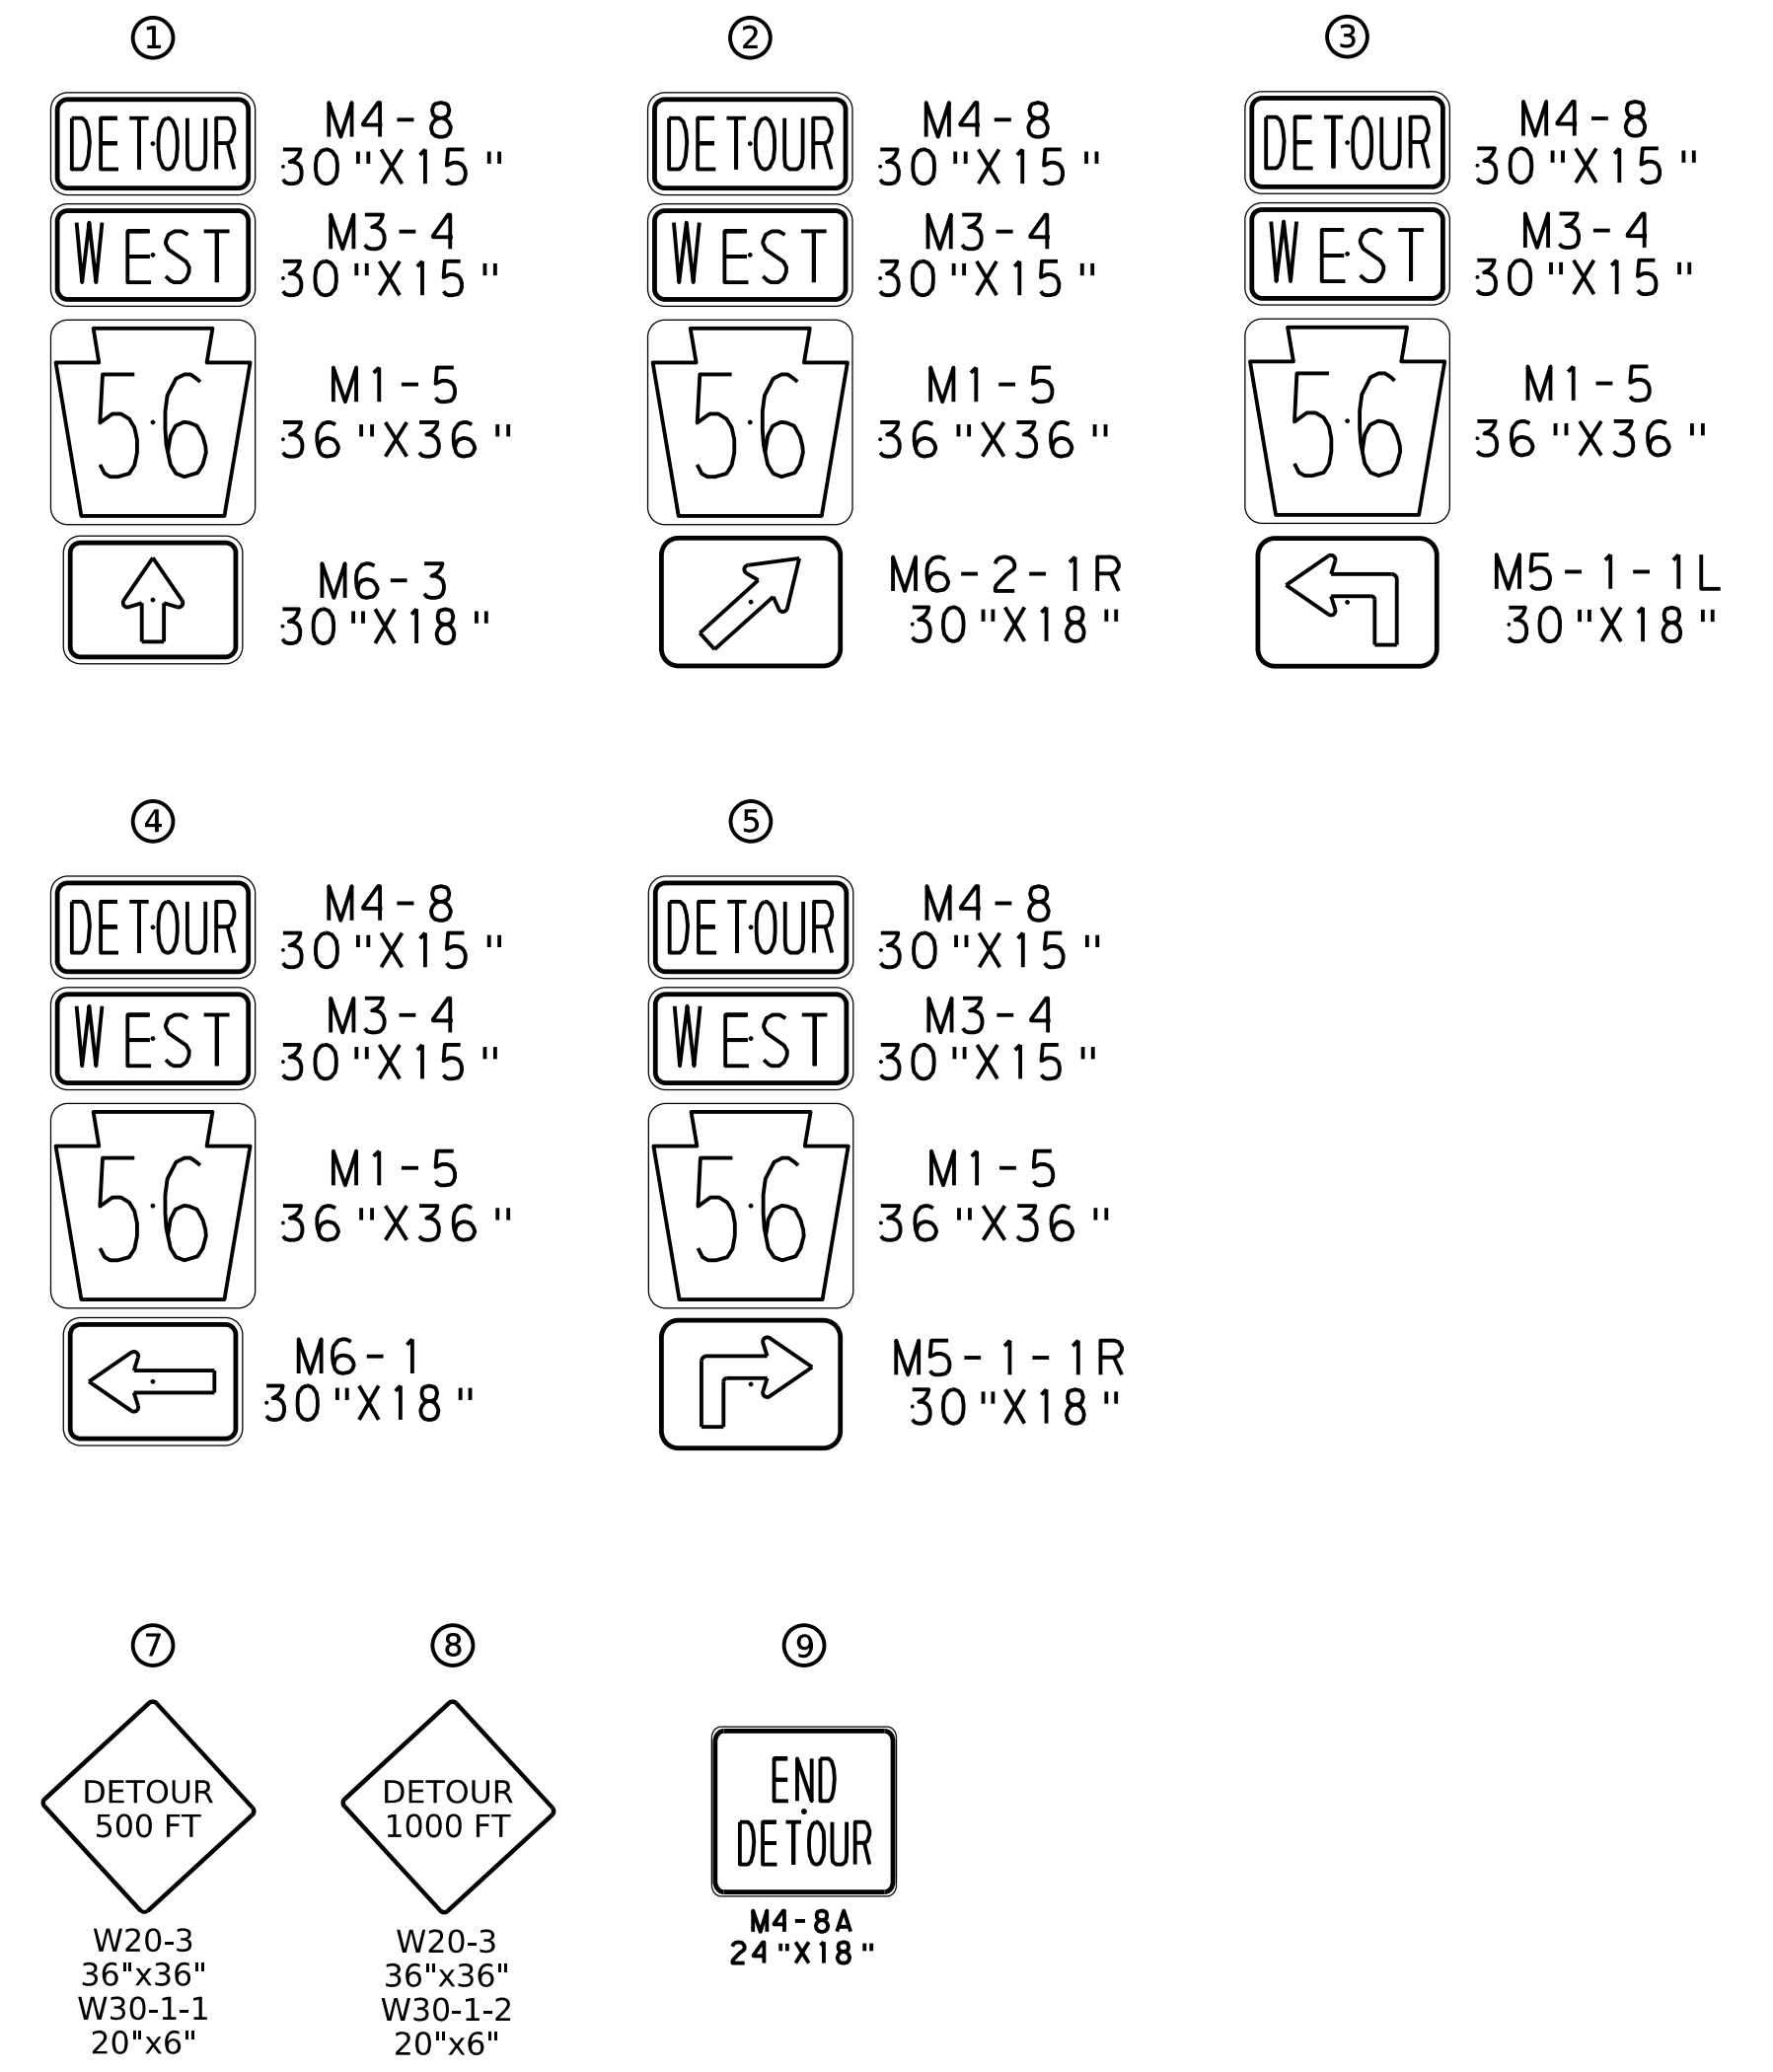 1
DETOUR
M4-8
30"X15"
WEST
M3-4
30"X15"
56
M1-5
36"X36"
M6-3
30"X18"
2
DETOUR
M4-8
30"X15"
WEST
M3-4
30"X15"
56
M1-5
36"X36"
M6-2-1R
30"X18"
3
DETOUR
M4-8
30"X15"
WEST
M3-4
30"X15"
56
M1-5
36"X36"
M5-1-1L
30"X18"
4
DETOUR
M4-8
30"X15"
WEST
M3-4
30"X15"
56
M1-5
36"X36"
M6-1
30"X18"
5
DETOUR
M4-8
30"X15"
WEST
M3-4
30"X15"
56
M1-5
36"X36"
M5-1-1R
30"X18"
7
DETOUR
500 FT
W20-3
36"x36"
W30-1-1
20"x6"
8
DETOUR
1000 FT
W20-3
36"x36"
W30-1-2
20"x6"
9
END
DETOUR
M4-8A
24"X18"